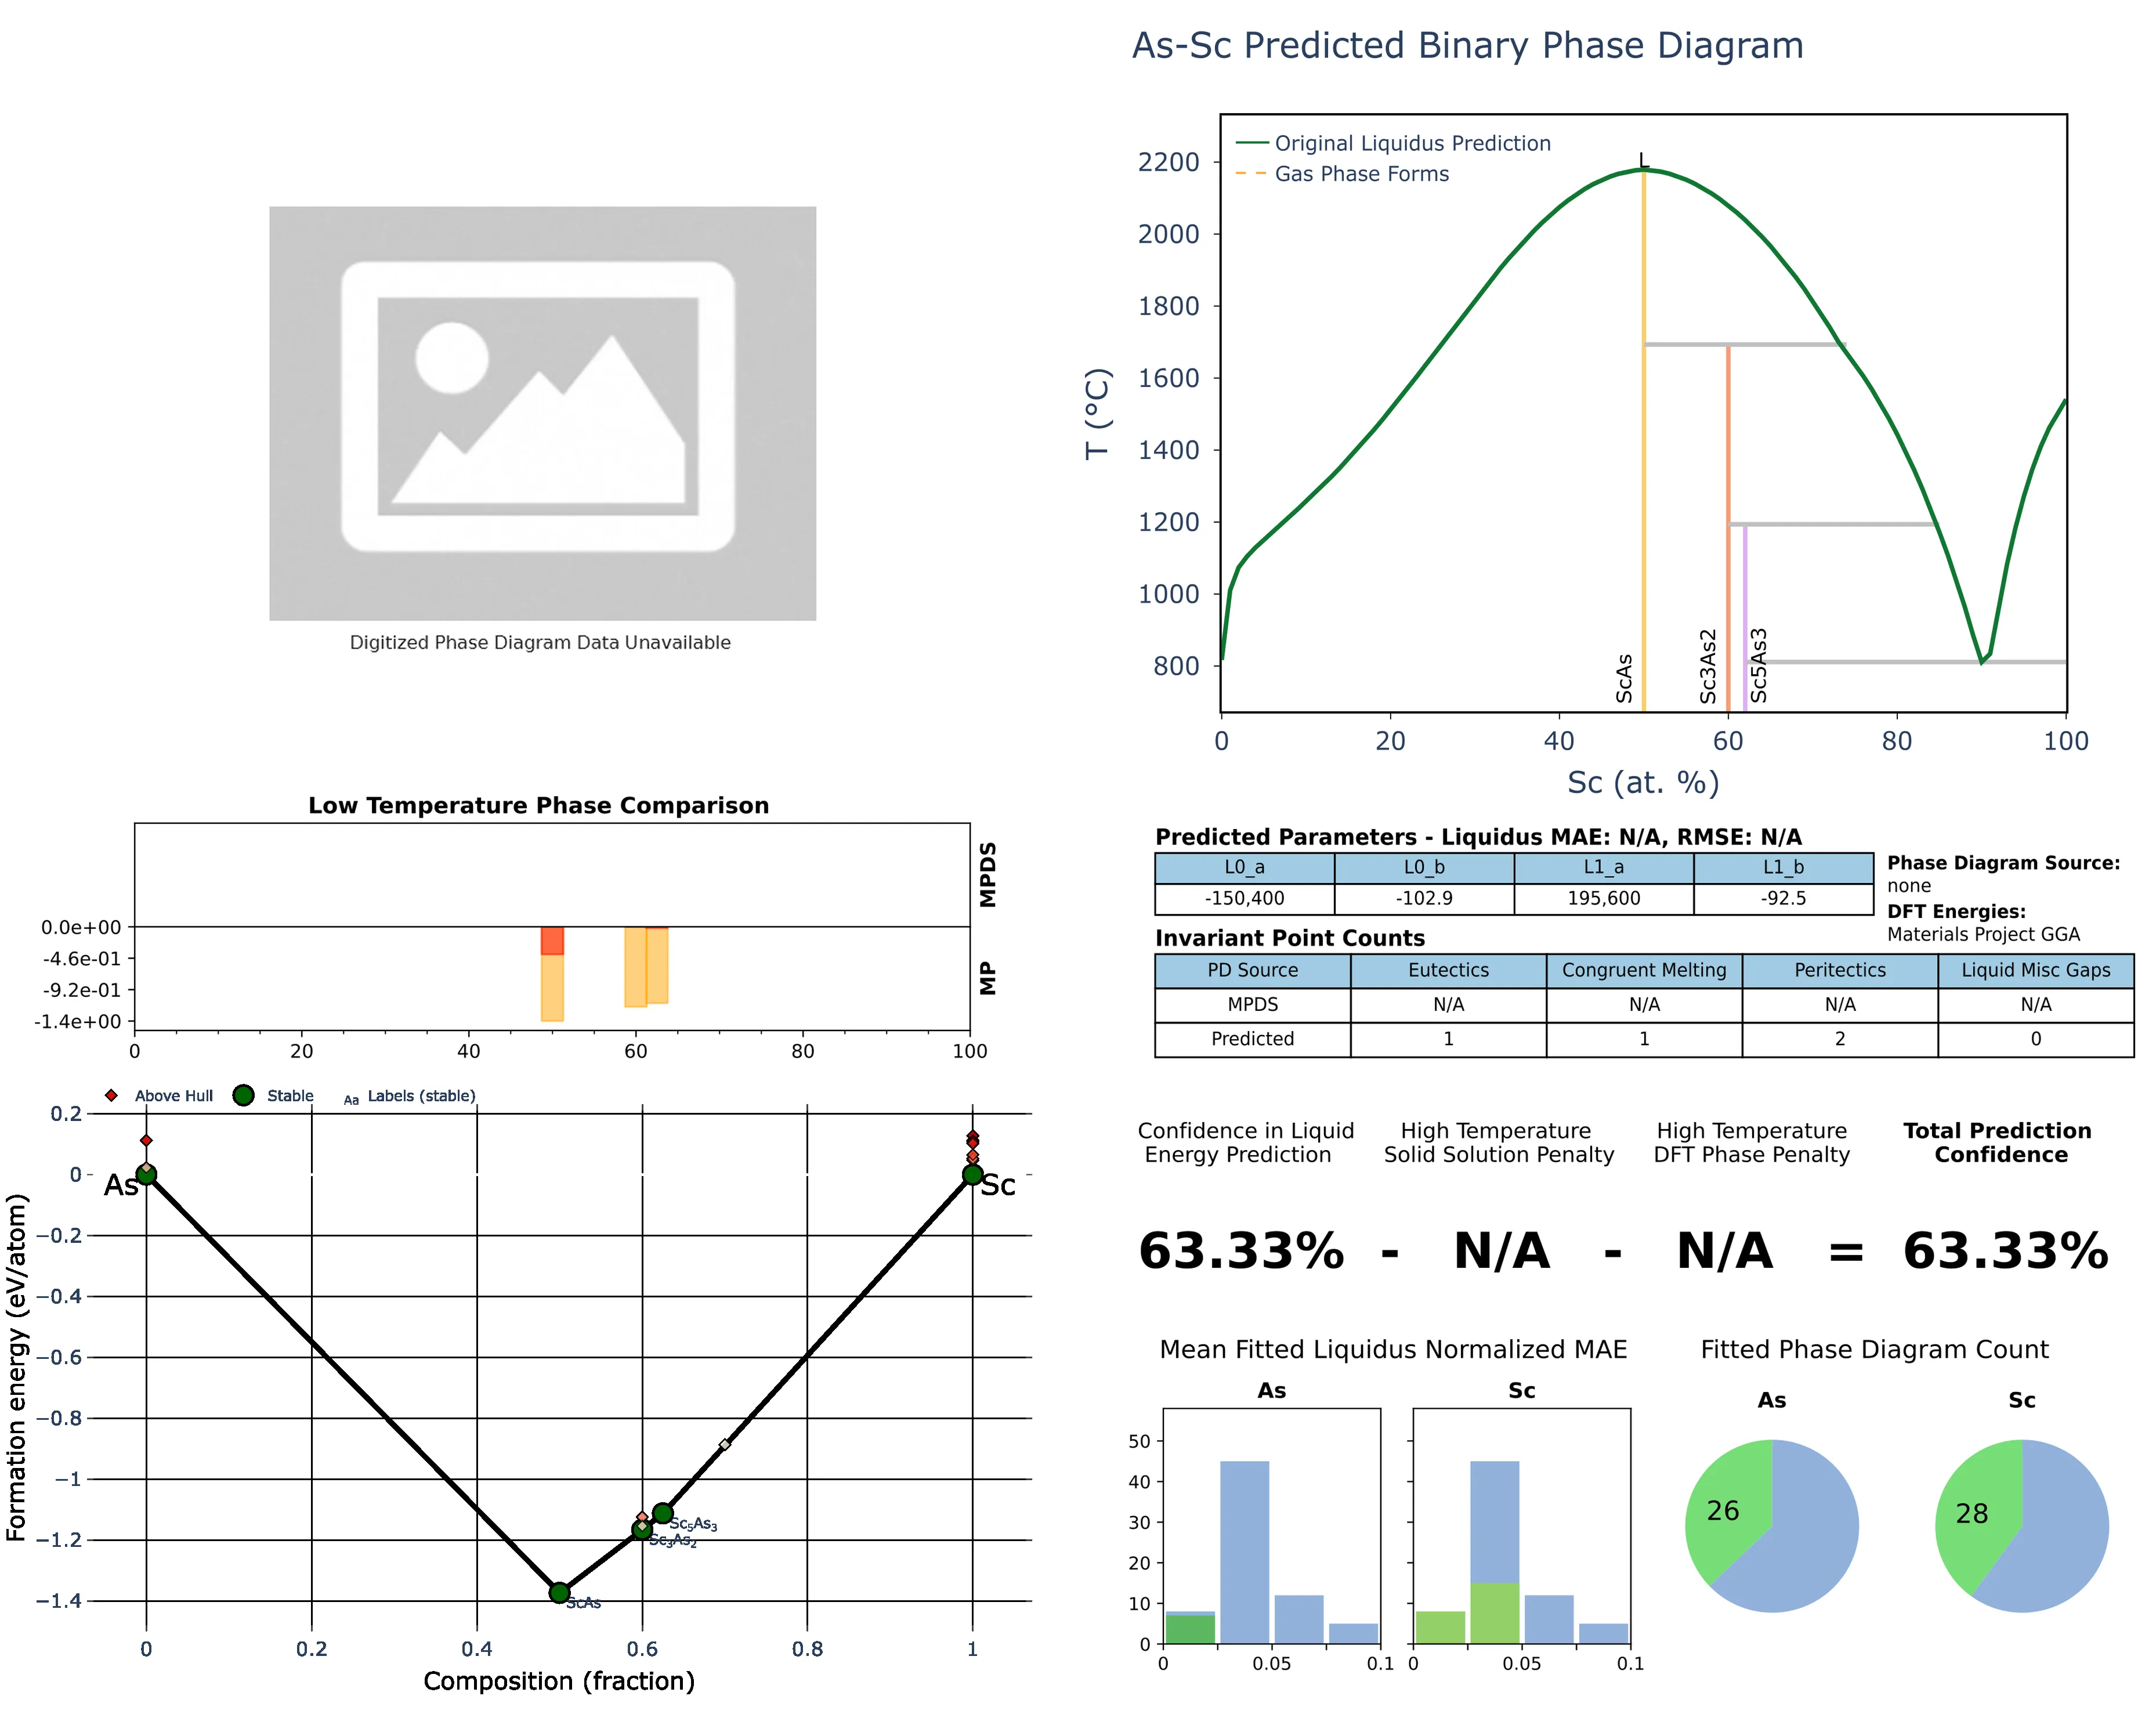 As-Sc Predicted Binary Phase Diagram
Digitized Phase Diagram Data Unavailable
Original Liquidus Prediction
Gas Phase Forms
L
T (°C)
2200
2000
1800
1600
1400
1200
1000
800
ScAs
Sc3As2
Sc5As3
0 20 40 60 80 100
Sc (at. %)
Low Temperature Phase Comparison
MPDS
MP
0.0e+00
-4.6e-01
-9.2e-01
-1.4e+00
0 20 40 60 80 100
Predicted Parameters - Liquidus MAE: N/A, RMSE: N/A
L0_a L0_b L1_a L1_b
-150,400 -102.9 195,600 -92.5
Phase Diagram Source:
none
DFT Energies:
Materials Project GGA
Invariant Point Counts
PD Source Eutectics Congruent Melting Peritectics Liquid Misc Gaps
MPDS N/A N/A N/A N/A
Predicted 1 1 2 0
Above Hull Stable Aa Labels (stable)
Formation energy (eV/atom)
0.2
0
−0.2
−0.4
−0.6
−0.8
−1
−1.2
−1.4
As
Sc
Sc5As3
Sc3As2
ScAs
0 0.2 0.4 0.6 0.8 1
Composition (fraction)
Confidence in Liquid
Energy Prediction
High Temperature
Solid Solution Penalty
High Temperature
DFT Phase Penalty
Total Prediction
Confidence
63.33% - N/A - N/A = 63.33%
Mean Fitted Liquidus Normalized MAE
As
Sc
50
40
30
20
10
0
0 0.05 0.1
0 0.05 0.1
Fitted Phase Diagram Count
As
Sc
26
28